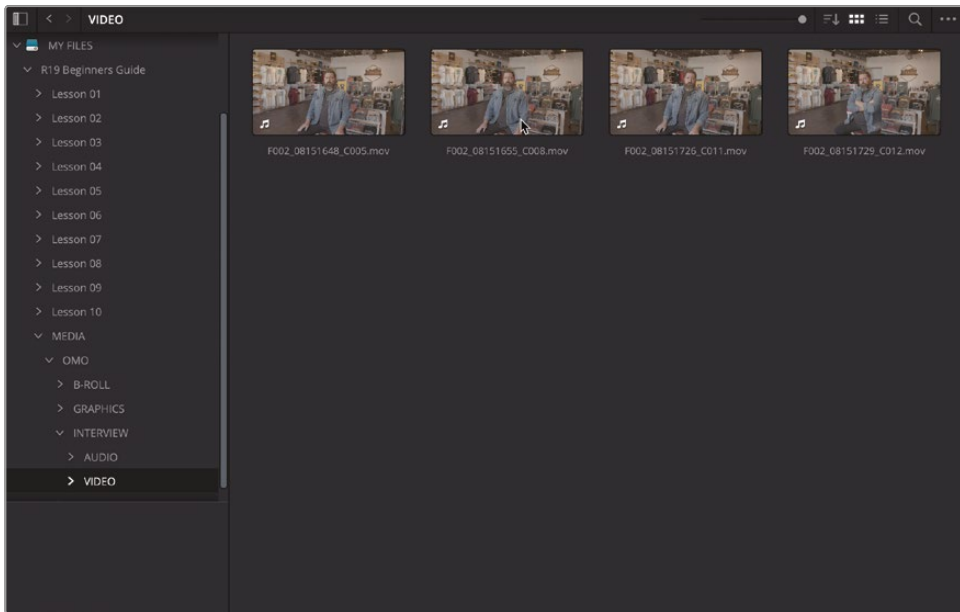 VIDEO
MY FILES
R19 Beginners Guide
Lesson 01
Lesson 02
Lesson 03
Lesson 04
Lesson 05
Lesson 06
Lesson 07
Lesson 08
Lesson 09
Lesson 10
MEDIA
OMO
B-ROLL
GRAPHICS
INTERVIEW
AUDIO
VIDEO
F002_08151648_C005.mov
F002_08151655_C008.mov
F002_08151726_C011.mov
F002_08151729_C012.mov